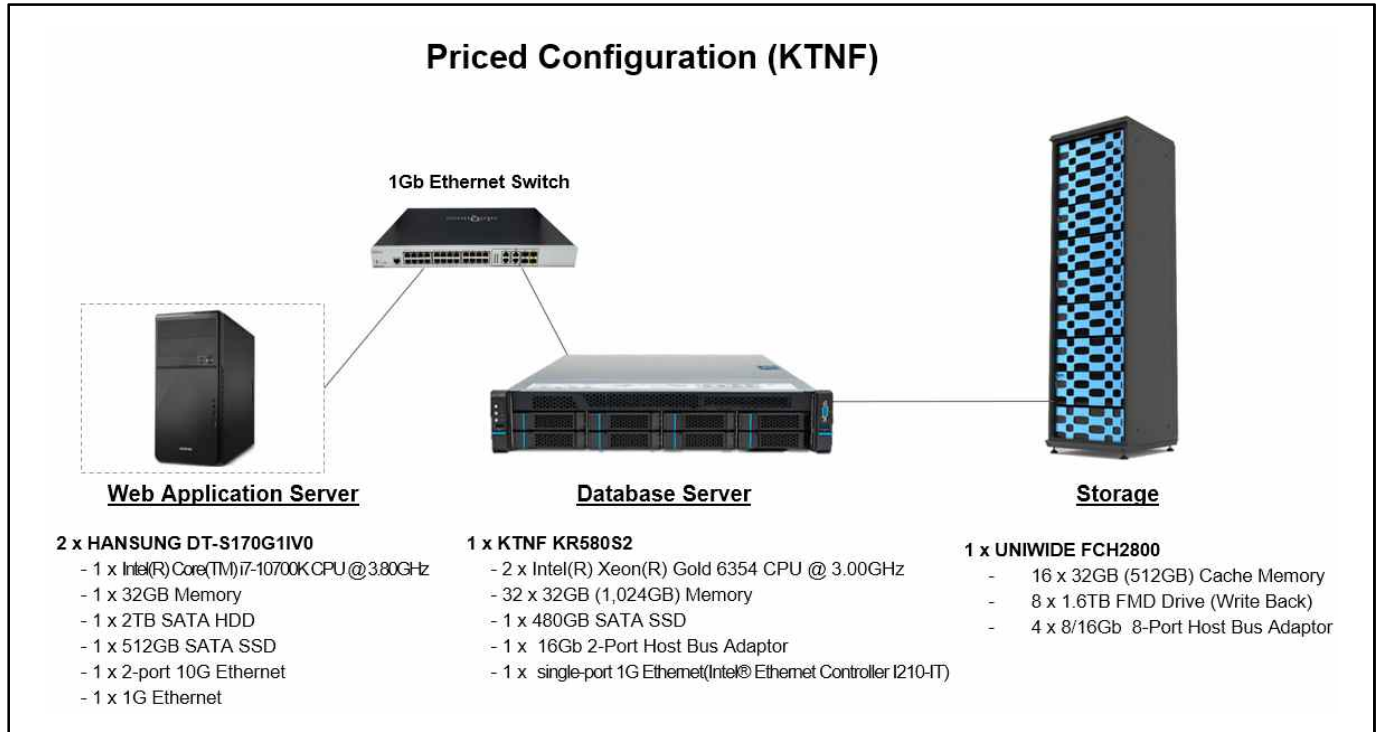 Priced Configuration (KTNF)
1Gb Ethernet Switch
Web Application Server
2 x HANSUNG DT-S170G1IV0
- 1 x Intel(R) Core(TM) i7-10700K CPU @ 3.80GHz
- 1 x 32GB Memory
- 1 x 2TB SATA HDD
- 1 x 512GB SATA SSD
- 1 x 2-port 10G Ethernet
- 1 x 1G Ethernet
Database Server
1 x KTNF KR580S2
- 2 x Intel(R) Xeon(R) Gold 6354 CPU @ 3.00GHz
- 32 x 32GB (1,024GB) Memory
- 1 x 480GB SATA SSD
- 1 x 16Gb 2-Port Host Bus Adaptor
- 1 x single-port 1G Ethernet(Intel® Ethernet Controller I210-IT)
Storage
1 x UNIWIDE FCH2800
- 16 x 32GB (512GB) Cache Memory
- 8 x 1.6TB FMD Drive (Write Back)
- 4 x 8/16Gb 8-Port Host Bus Adaptor